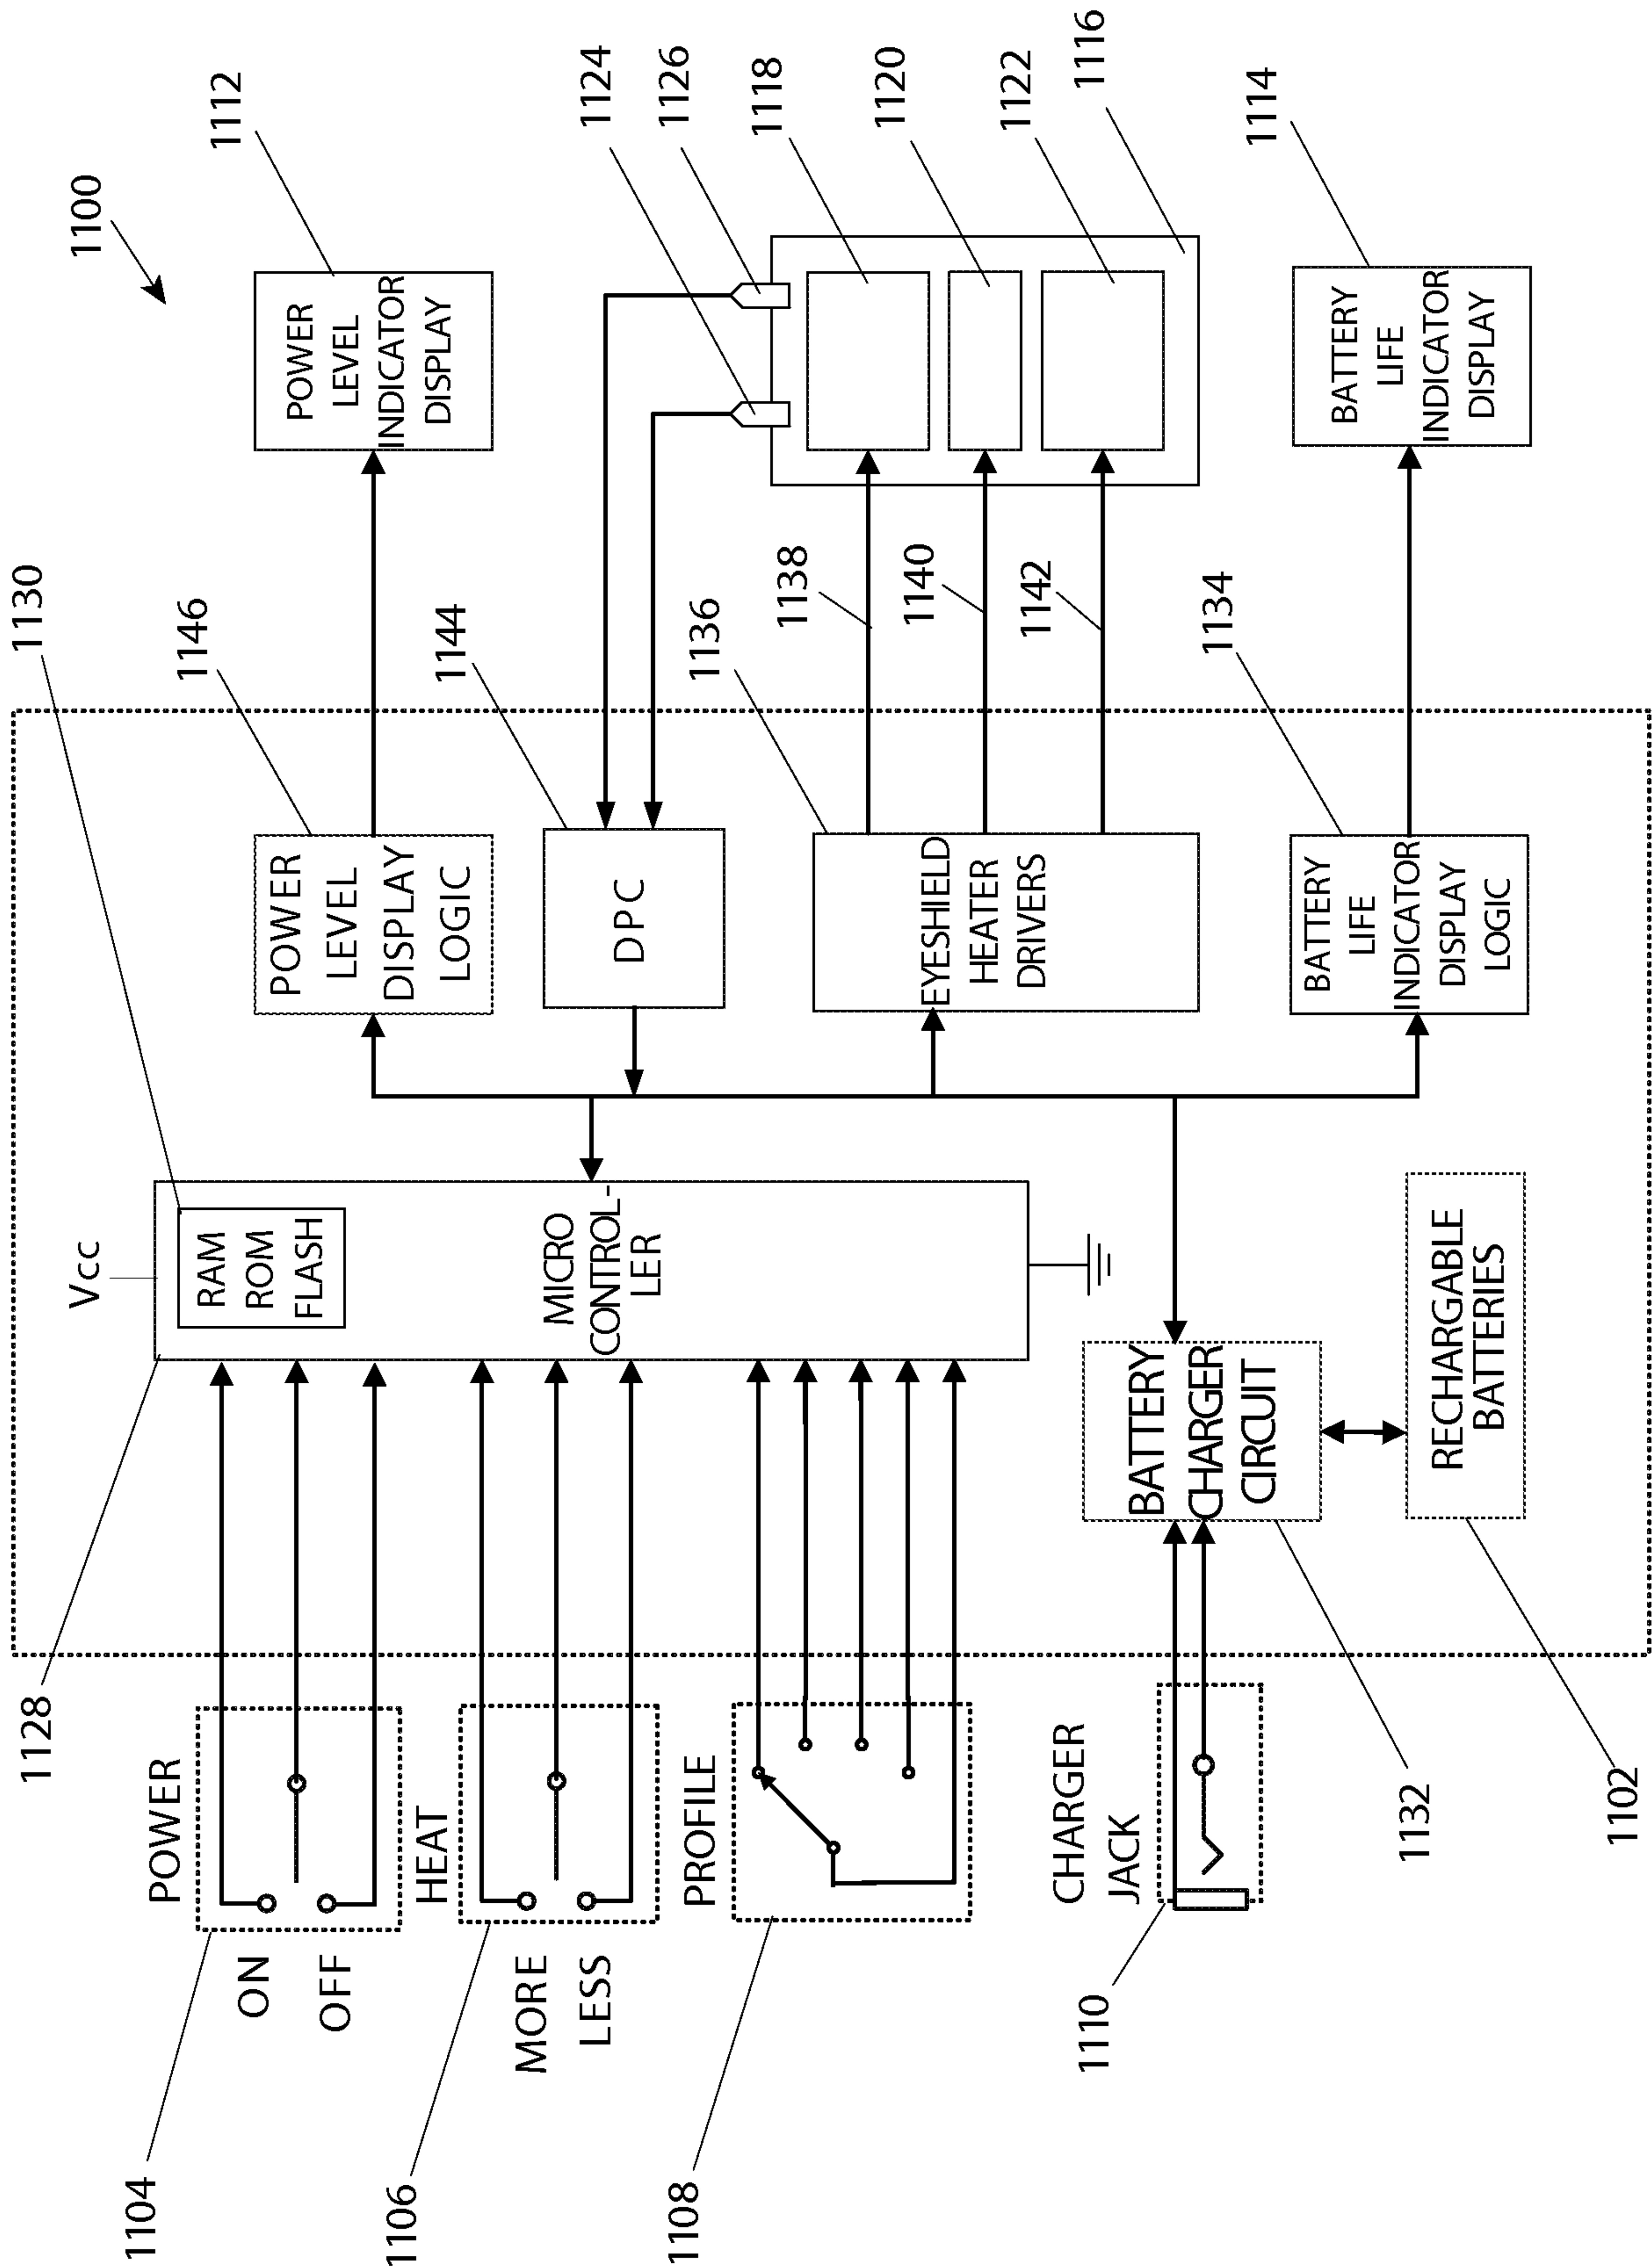 1100
1130
1146
1112
1144
1124
1126
1118
1120
1122
1116
1136
1138
1140
1142
1134
1114
1128
Vcc
RAM
ROM
FLASH
MICRO
CONTROL-
LER
POWER
LEVEL
DISPLAY
LOGIC
POWER
LEVEL
INDICATOR
DISPLAY
DPC
EYESHIELD
HEATER
DRIVERS
BATTERY
LIFE
INDICATOR
DISPLAY
LOGIC
BATTERY
LIFE
INDICATOR
DISPLAY
POWER
ON
OFF
1104
HEAT
MORE
LESS
1106
PROFILE
1108
CHARGER
JACK
1110
BATTERY
CHARGER
CIRCUIT
1132
RECHARGABLE
BATTERIES
1102